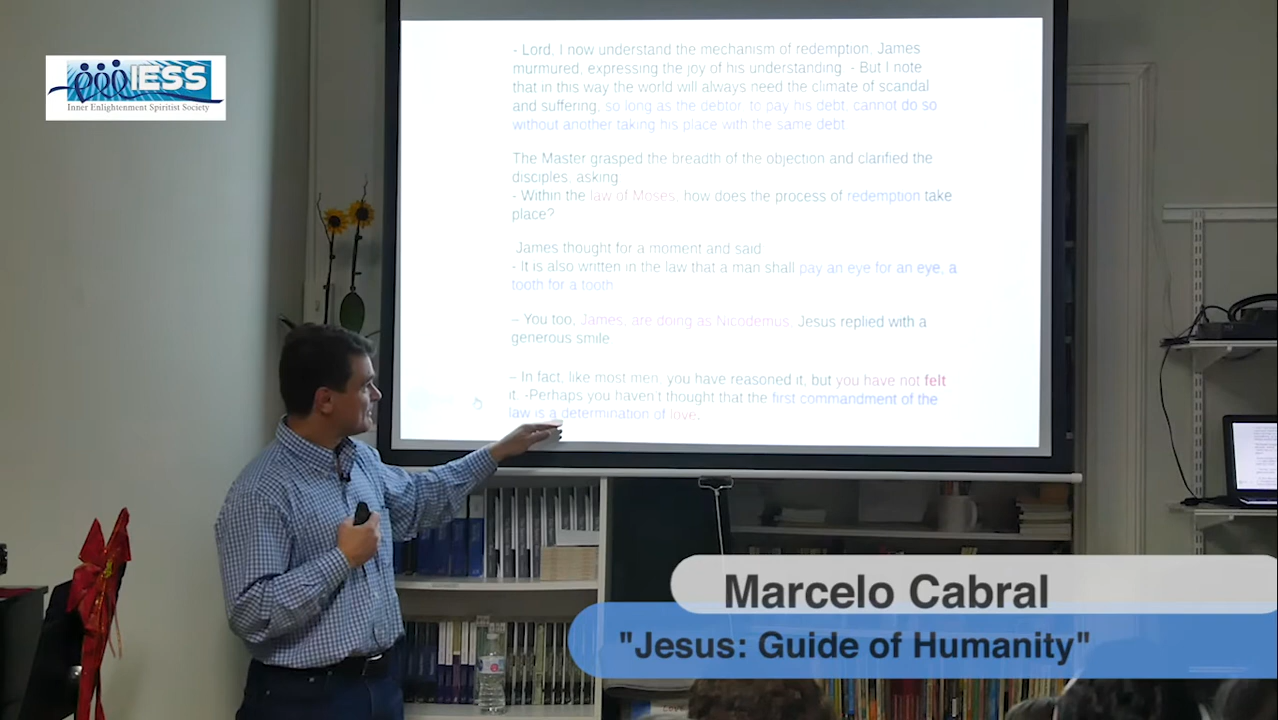 IESS
Inner Enlightenment Spiritist Society
- Lord, I now understand the mechanism of redemption, James
murmured, expressing the joy of his understanding. - But I note
that in this way the world will always need the climate of scandal
and suffering, so long as the debtor, to pay his debt, cannot do so
without another taking his place with the same debt.
The Master grasped the breadth of the objection and clarified the
disciples, asking
- Within the law of Moses, how does the process of redemption take
place?
James thought for a moment and said
- It is also written in the law that a man shall pay an eye for an eye, a
tooth for a tooth
– You too, James, are doing as Nicodemus, Jesus replied with a
generous smile
– In fact, like most men, you have reasoned it, but you have not felt
it. -Perhaps you haven't thought that the first commandment of the
law is a determination of love.
Marcelo Cabral
"Jesus: Guide of Humanity"